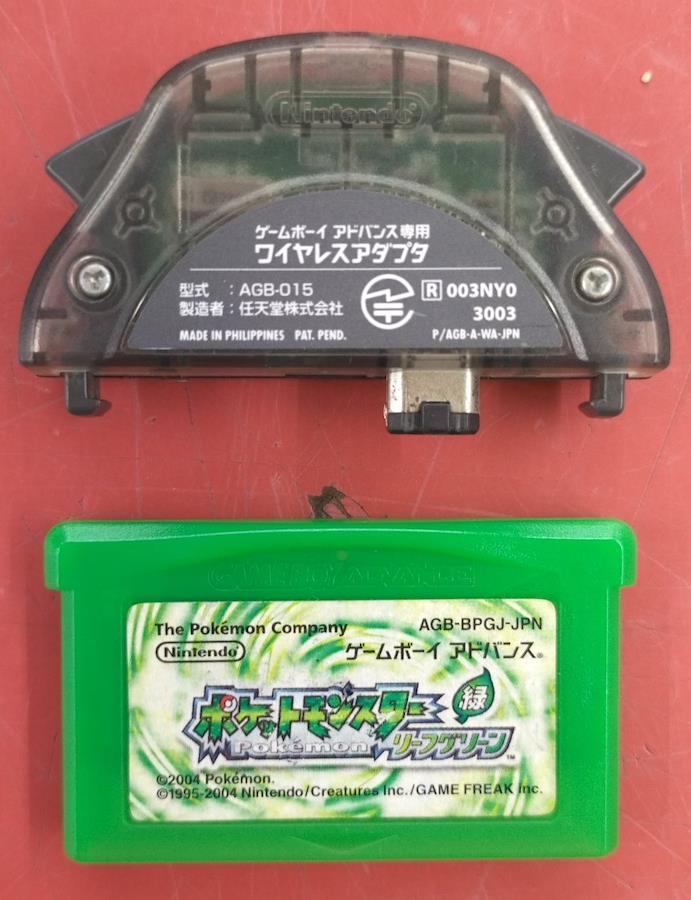 Nintendo®
ゲームボーイ アドバンス専用
ワイヤレスアダプタ
型式 : AGB-015
製造者 : 任天堂株式会社
R 003NY0
3003
MADE IN PHILIPPINES PAT. PEND.
P/AGB-A-WA-JPN
GAME BOY ADVANCE
The Pokémon Company
AGB-BPGJ-JPN
Nintendo®
ゲームボーイ アドバンス®
ポケットモンスター
緑
Pokémon
リーフグリーン™
©2004 Pokémon.
©1995-2004 Nintendo/Creatures Inc./GAME FREAK inc.